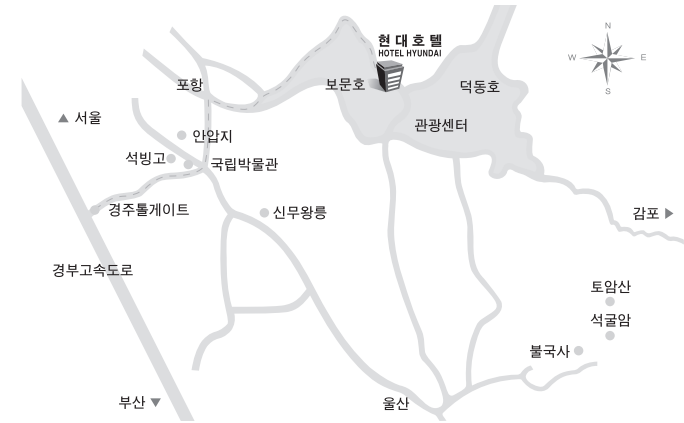 현대호텔
HOTEL HYUNDAI
N
W
E
S
포항
보문호
덕동호
서울
안압지
관광센터
석빙고
국립박물관
경주톨게이트
신무왕릉
감포
경부고속도로
토암산
석굴암
불국사
부산
울산